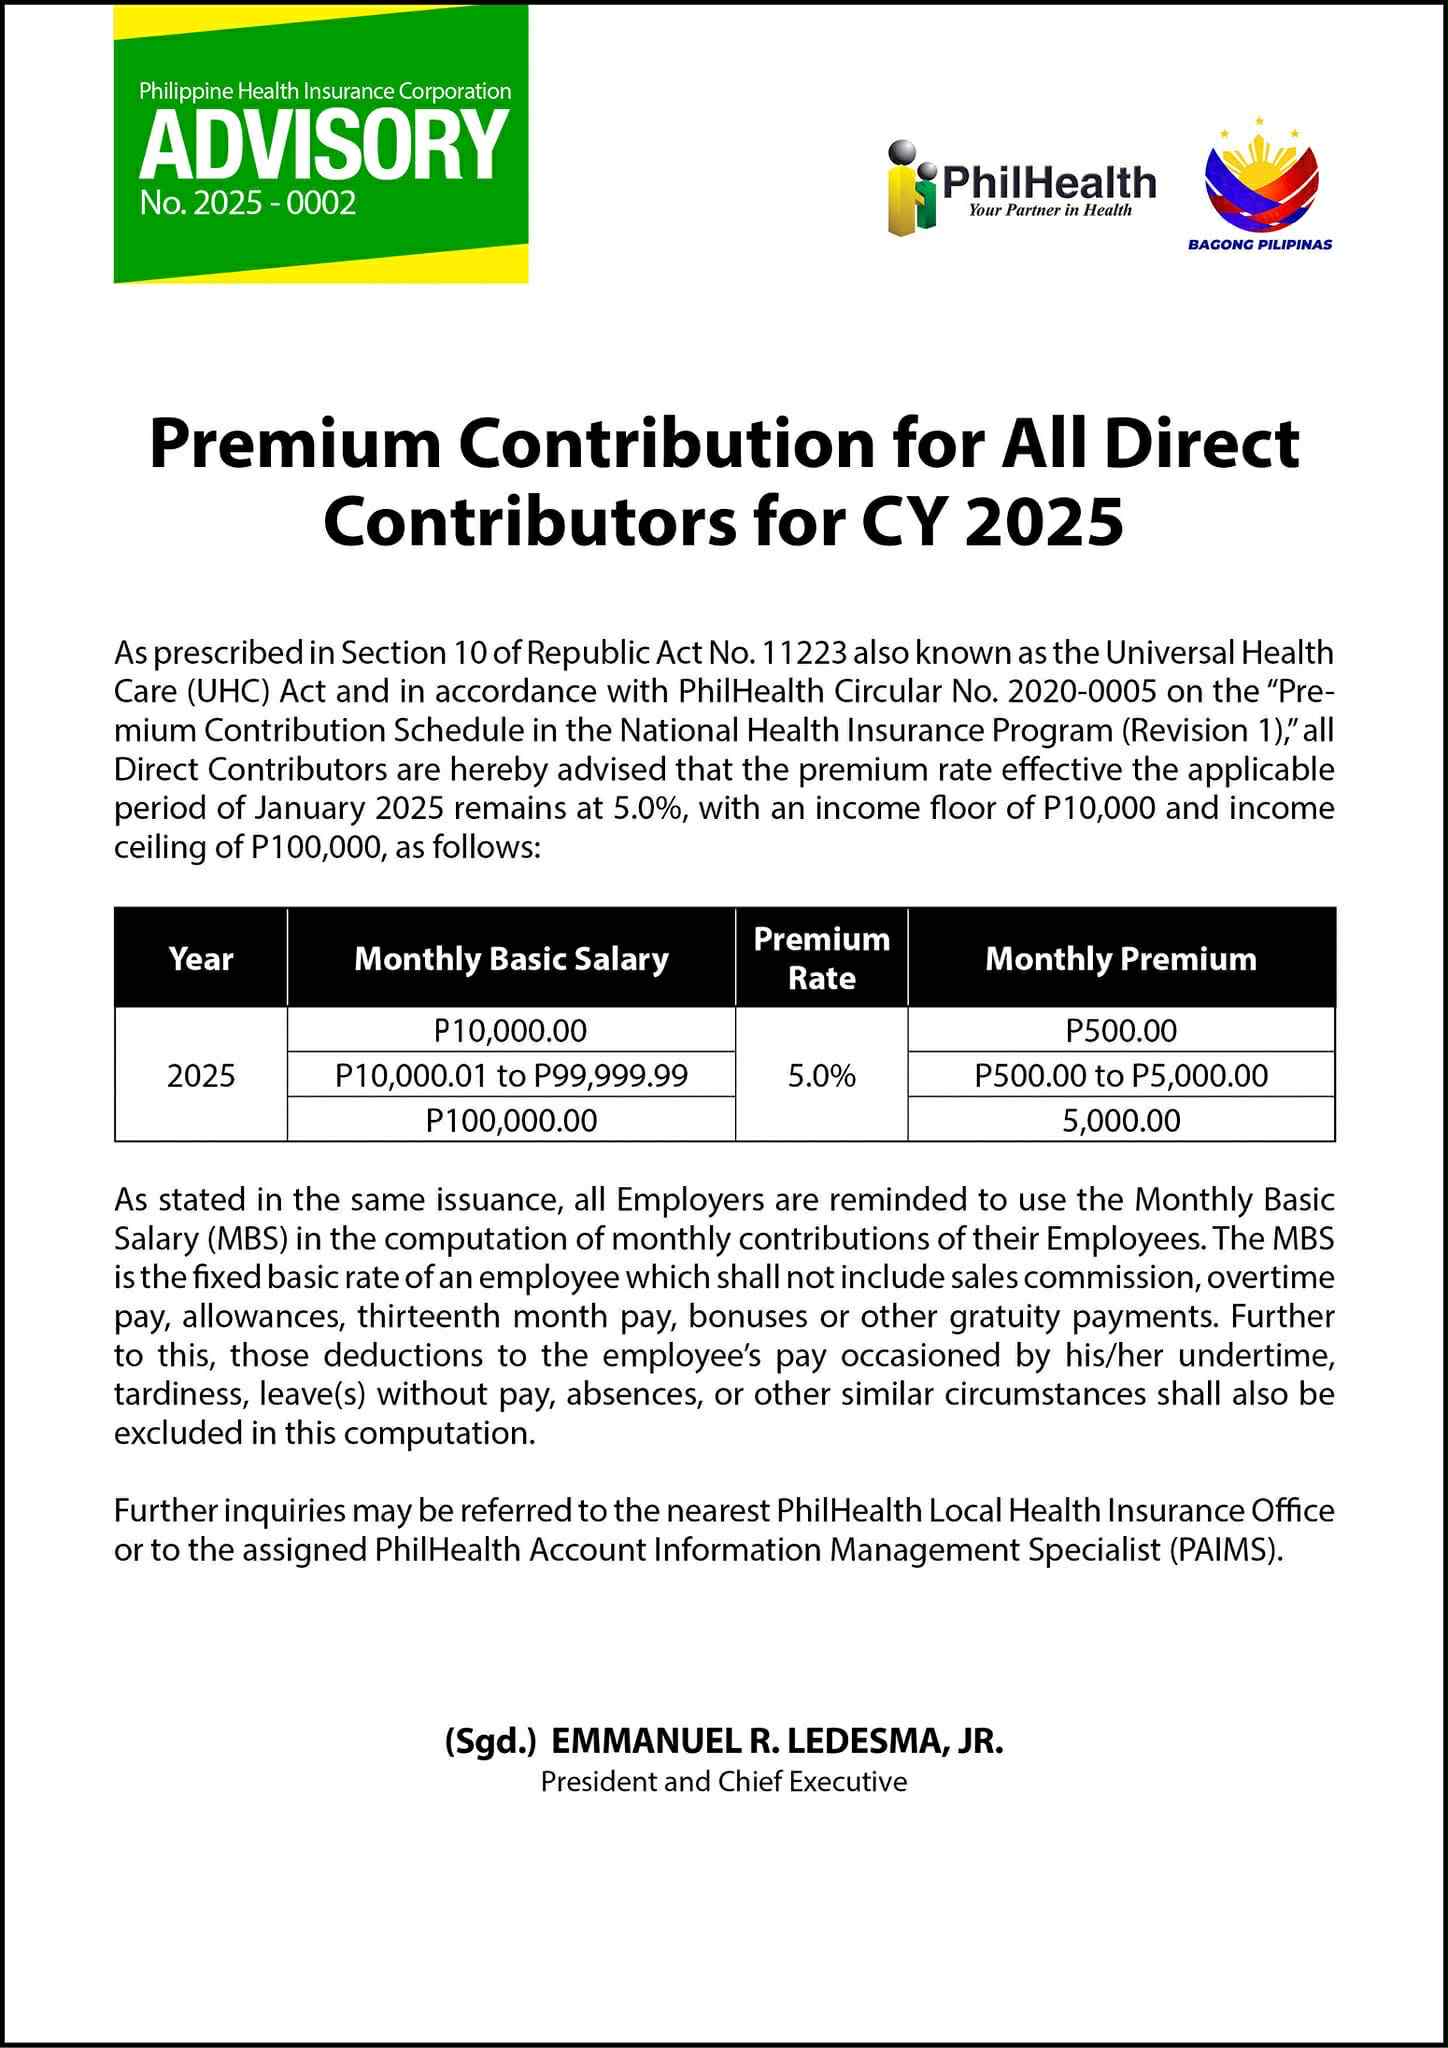 Philippine Health Insurance Corporation
ADVISORY
No. 2025 - 0002
PhilHealth
Your Partner in Health
BAGONG PILIPINAS
Premium Contribution for All Direct
Contributors for CY 2025
As prescribed in Section 10 of Republic Act No. 11223 also known as the Universal Health
Care (UHC) Act and in accordance with PhilHealth Circular No. 2020-0005 on the “Pre-
mium Contribution Schedule in the National Health Insurance Program (Revision 1),” all
Direct Contributors are hereby advised that the premium rate effective the applicable
period of January 2025 remains at 5.0%, with an income floor of P10,000 and income
ceiling of P100,000, as follows:
Year Monthly Basic Salary Premium Rate Monthly Premium
P10,000.00 P500.00
2025 P10,000.01 to P99,999.99 5.0% P500.00 to P5,000.00
P100,000.00 5,000.00
As stated in the same issuance, all Employers are reminded to use the Monthly Basic
Salary (MBS) in the computation of monthly contributions of their Employees. The MBS
is the fixed basic rate of an employee which shall not include sales commission, overtime
pay, allowances, thirteenth month pay, bonuses or other gratuity payments. Further
to this, those deductions to the employee’s pay occasioned by his/her undertime,
tardiness, leave(s) without pay, absences, or other similar circumstances shall also be
excluded in this computation.
Further inquiries may be referred to the nearest PhilHealth Local Health Insurance Office
or to the assigned PhilHealth Account Information Management Specialist (PAIMS).
(Sgd.) EMMANUEL R. LEDESMA, JR.
President and Chief Executive